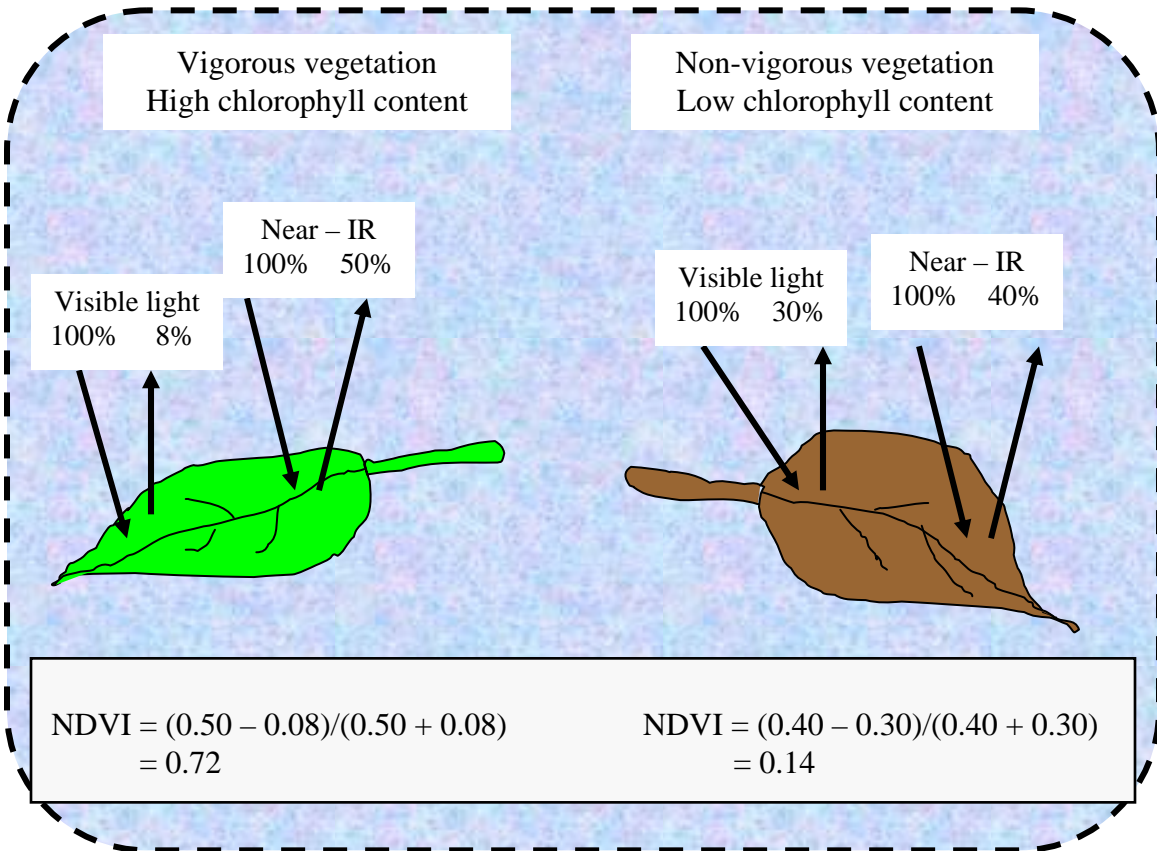 Vigorous vegetation
High chlorophyll content
Non-vigorous vegetation
Low chlorophyll content
Near – IR
100% 50%
Visible light
100% 8%
Near – IR
100% 40%
Visible light
100% 30%
NDVI = (0.50 – 0.08)/(0.50 + 0.08)
= 0.72
NDVI = (0.40 – 0.30)/(0.40 + 0.30)
= 0.14